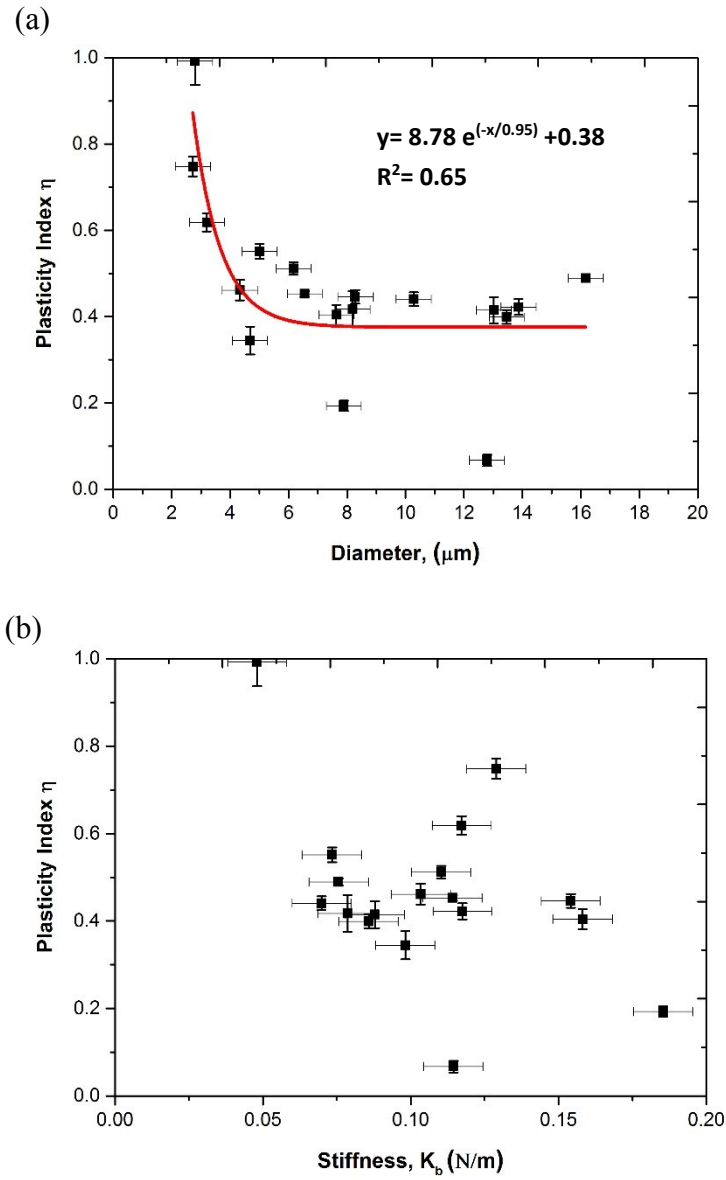 (a)
1.0
0.8
0.6
0.4
0.2
0.0
Plasticity Index η
y= 8.78 e^(-x/0.95) +0.38
R²= 0.65
0 2 4 6 8 10 12 14 16 18 20
Diameter, (μm)
(b)
1.0
0.8
0.6
0.4
0.2
0.0
Plasticity Index η
0.00 0.05 0.10 0.15 0.20
Stiffness, K_b (N/m)